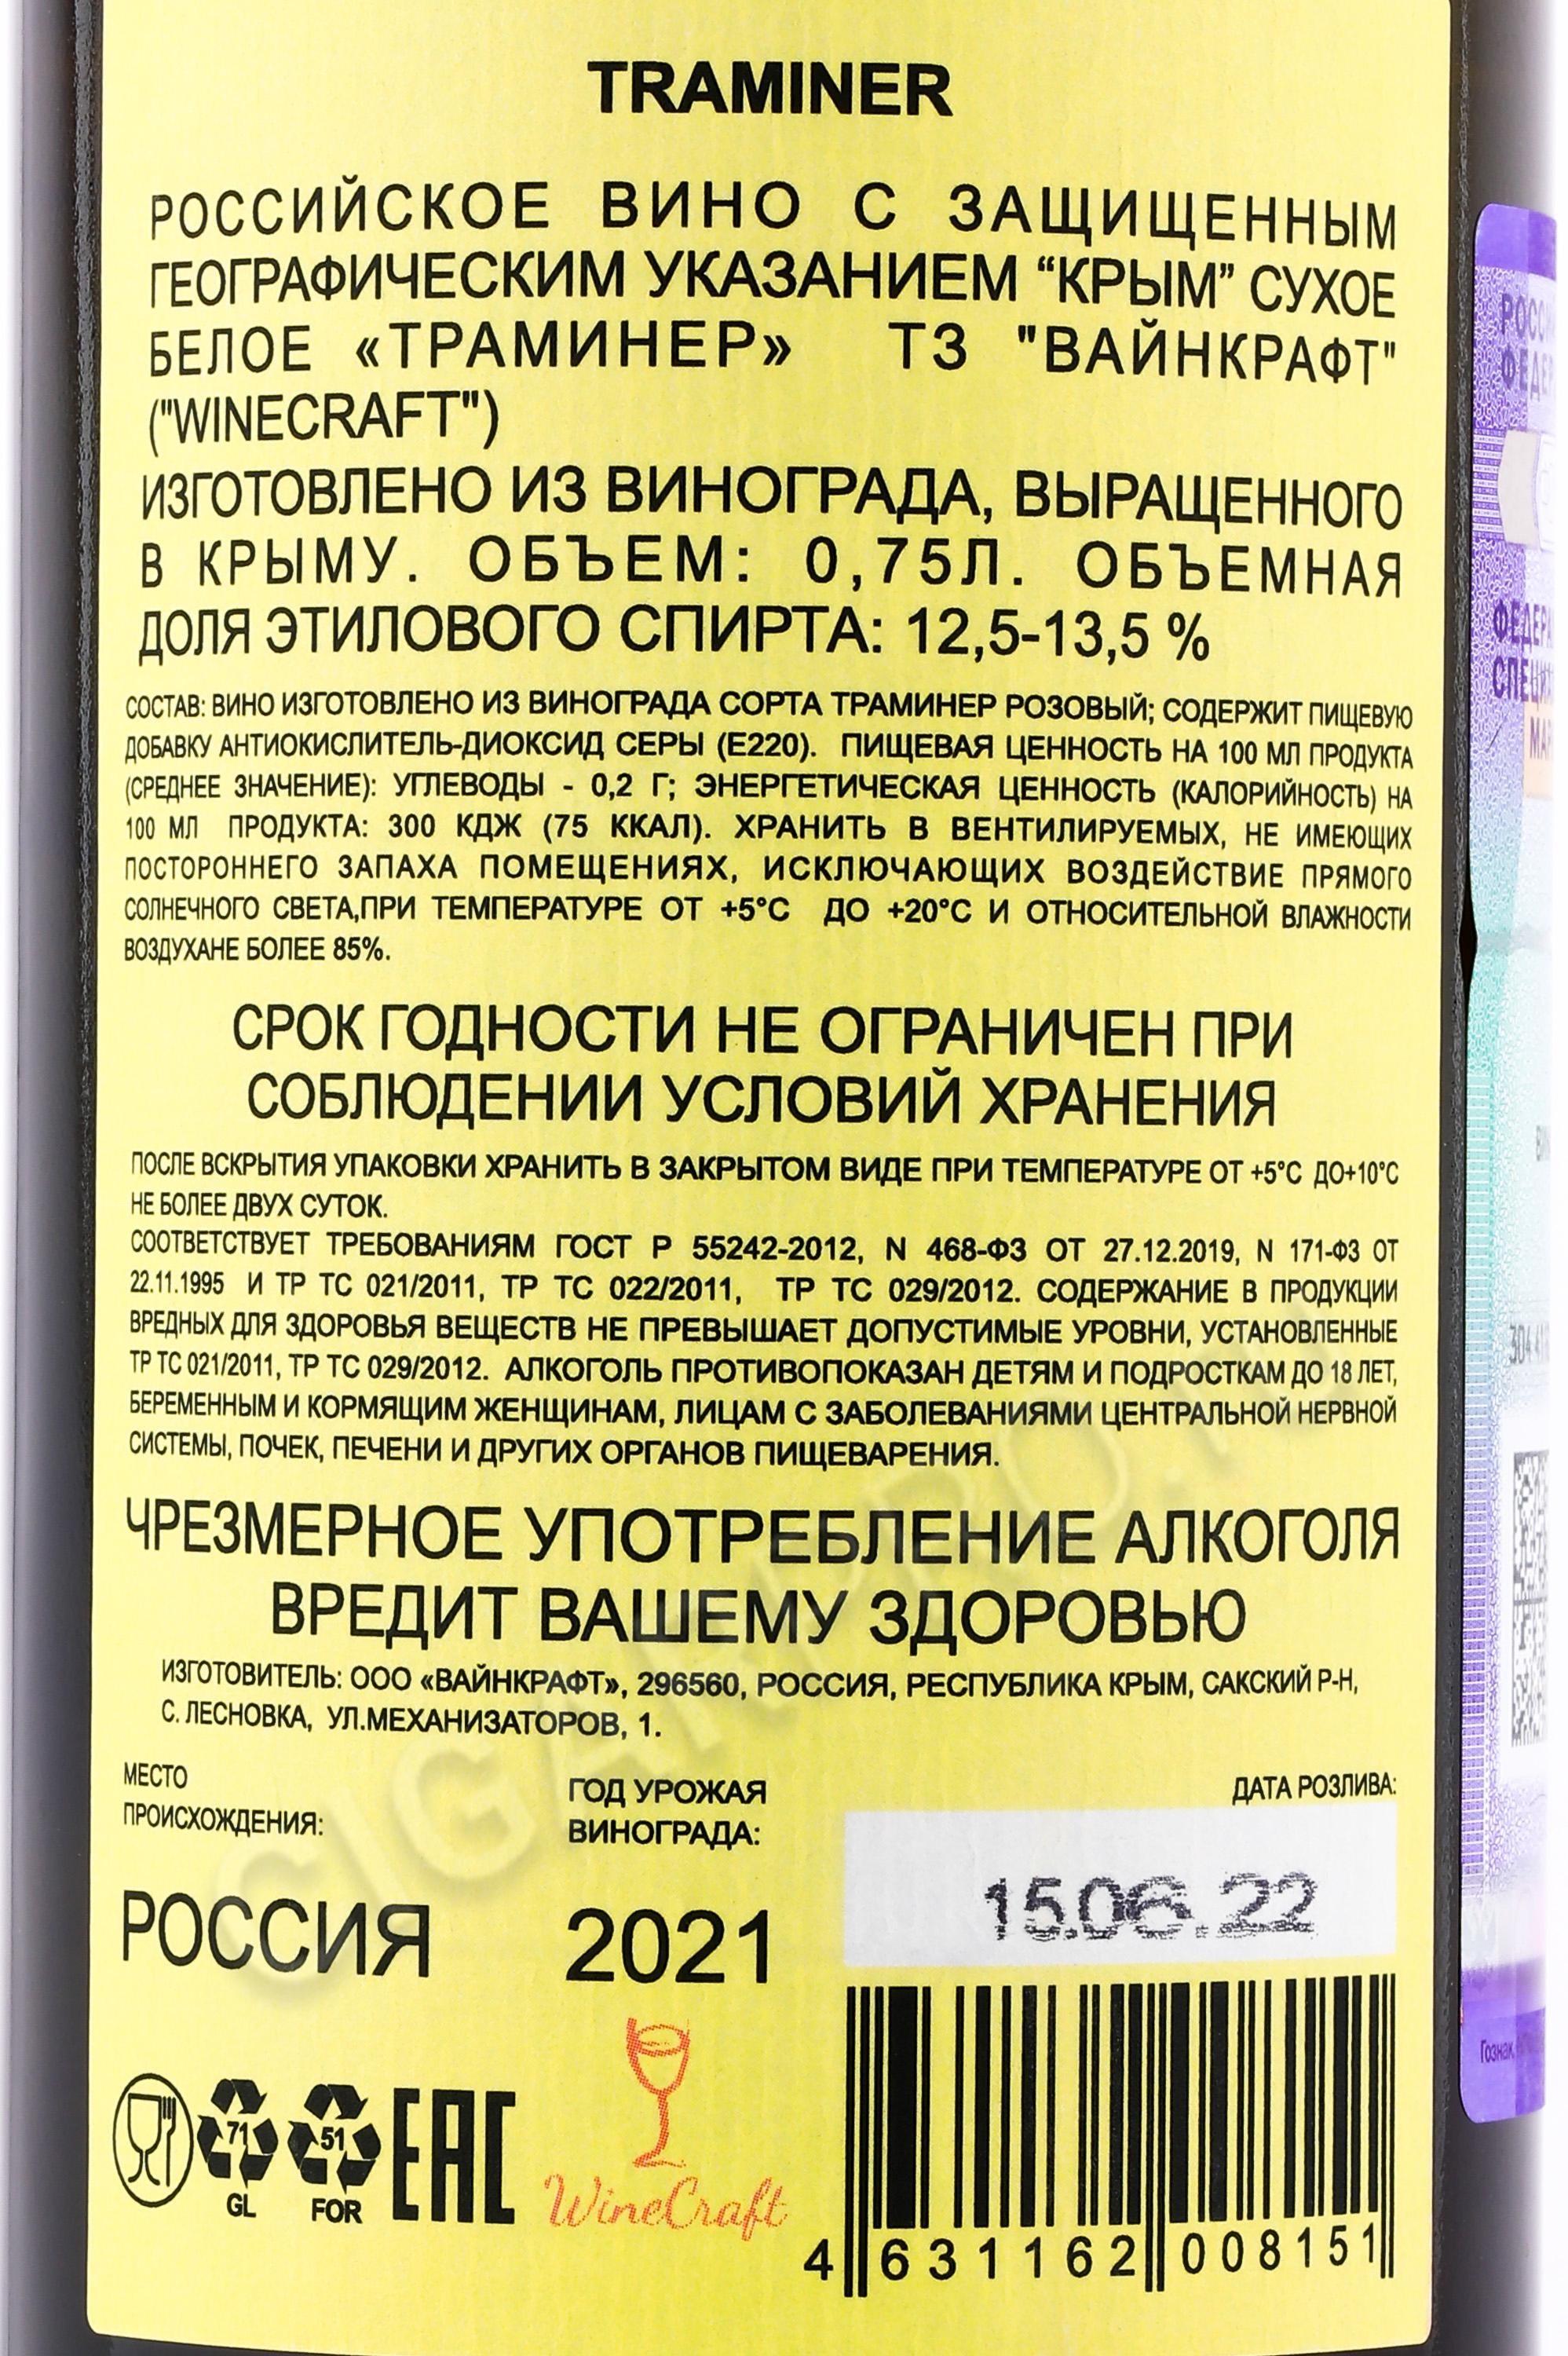 TRAMINER
РОССИЙСКОЕ ВИНО С ЗАЩИЩЕННЫМ
ГЕОГРАФИЧЕСКИМ УКАЗАНИЕМ “КРЫМ” СУХОЕ
БЕЛОЕ «ТРАМИНЕР» ТЗ "ВАЙНКРАФТ"
("WINECRAFT")
ИЗГОТОВЛЕНО ИЗ ВИНОГРАДА, ВЫРАЩЕННОГО
В КРЫМУ. ОБЪЕМ: 0,75Л. ОБЪЕМНАЯ
ДОЛЯ ЭТИЛОВОГО СПИРТА: 12,5-13,5 %
СОСТАВ: ВИНО ИЗГОТОВЛЕНО ИЗ ВИНОГРАДА СОРТА ТРАМИНЕР РОЗОВЫЙ; СОДЕРЖИТ ПИЩЕВУЮ
ДОБАВКУ АНТИОКИСЛИТЕЛЬ-ДИОКСИД СЕРЫ (Е220). ПИЩЕВАЯ ЦЕННОСТЬ НА 100 МЛ ПРОДУКТА
(СРЕДНЕЕ ЗНАЧЕНИЕ): УГЛЕВОДЫ - 0,2 Г; ЭНЕРГЕТИЧЕСКАЯ ЦЕННОСТЬ (КАЛОРИЙНОСТЬ) НА
100 МЛ ПРОДУКТА: 300 КДЖ (75 ККАЛ). ХРАНИТЬ В ВЕНТИЛИРУЕМЫХ, НЕ ИМЕЮЩИХ
ПОСТОРОННЕГО ЗАПАХА ПОМЕЩЕНИЯХ, ИСКЛЮЧАЮЩИХ ВОЗДЕЙСТВИЕ ПРЯМОГО
СОЛНЕЧНОГО СВЕТА,ПРИ ТЕМПЕРАТУРЕ ОТ +5°С ДО +20°С И ОТНОСИТЕЛЬНОЙ ВЛАЖНОСТИ
ВОЗДУХАНЕ БОЛЕЕ 85%.
СРОК ГОДНОСТИ НЕ ОГРАНИЧЕН ПРИ
СОБЛЮДЕНИИ УСЛОВИЙ ХРАНЕНИЯ
ПОСЛЕ ВСКРЫТИЯ УПАКОВКИ ХРАНИТЬ В ЗАКРЫТОМ ВИДЕ ПРИ ТЕМПЕРАТУРЕ ОТ +5°С ДО+10°С
НЕ БОЛЕЕ ДВУХ СУТОК.
СООТВЕТСТВУЕТ ТРЕБОВАНИЯМ ГОСТ Р 55242-2012, N 468-ФЗ ОТ 27.12.2019, N 171-ФЗ ОТ
22.11.1995 И ТР ТС 021/2011, ТР ТС 022/2011, ТР ТС 029/2012. СОДЕРЖАНИЕ В ПРОДУКЦИИ
ВРЕДНЫХ ДЛЯ ЗДОРОВЬЯ ВЕЩЕСТВ НЕ ПРЕВЫШАЕТ ДОПУСТИМЫЕ УРОВНИ, УСТАНОВЛЕННЫЕ
ТР ТС 021/2011, ТР ТС 029/2012. АЛКОГОЛЬ ПРОТИВОПОКАЗАН ДЕТЯМ И ПОДРОСТКАМ ДО 18 ЛЕТ,
БЕРЕМЕННЫМ И КОРМЯЩИМ ЖЕНЩИНАМ, ЛИЦАМ С ЗАБОЛЕВАНИЯМИ ЦЕНТРАЛЬНОЙ НЕРВНОЙ
СИСТЕМЫ, ПОЧЕК, ПЕЧЕНИ И ДРУГИХ ОРГАНОВ ПИЩЕВАРЕНИЯ.
ЧРЕЗМЕРНОЕ УПОТРЕБЛЕНИЕ АЛКОГОЛЯ
ВРЕДИТ ВАШЕМУ ЗДОРОВЬЮ
ИЗГОТОВИТЕЛЬ: ООО «ВАЙНКРАФТ», 296560, РОССИЯ, РЕСПУБЛИКА КРЫМ, САКСКИЙ Р-Н,
С. ЛЕСНОВКА, УЛ.МЕХАНИЗАТОРОВ, 1.
МЕСТО
ПРОИСХОЖДЕНИЯ:
РОССИЯ
ГОД УРОЖАЯ
ВИНОГРАДА:
2021
ДАТА РОЗЛИВА:
15.06.22
71
GL
51
FOR
EAC
WineCraft
4 631162 008151
CIGARPRO.RU
Гознак